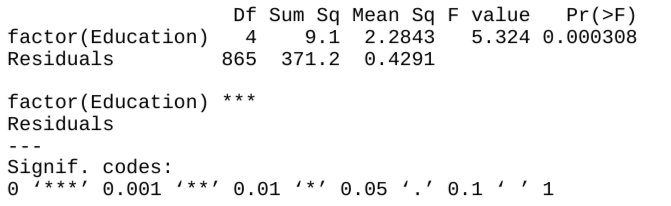 Df Sum Sq Mean Sq F value   Pr(>F)
factor(Education)   4    9.1  2.2843   5.324 0.000308
Residuals         865  371.2  0.4291

factor(Education) ***
Residuals
---
Signif. codes:
0 ‘***’ 0.001 ‘**’ 0.01 ‘*’ 0.05 ‘.’ 0.1 ‘ ’ 1